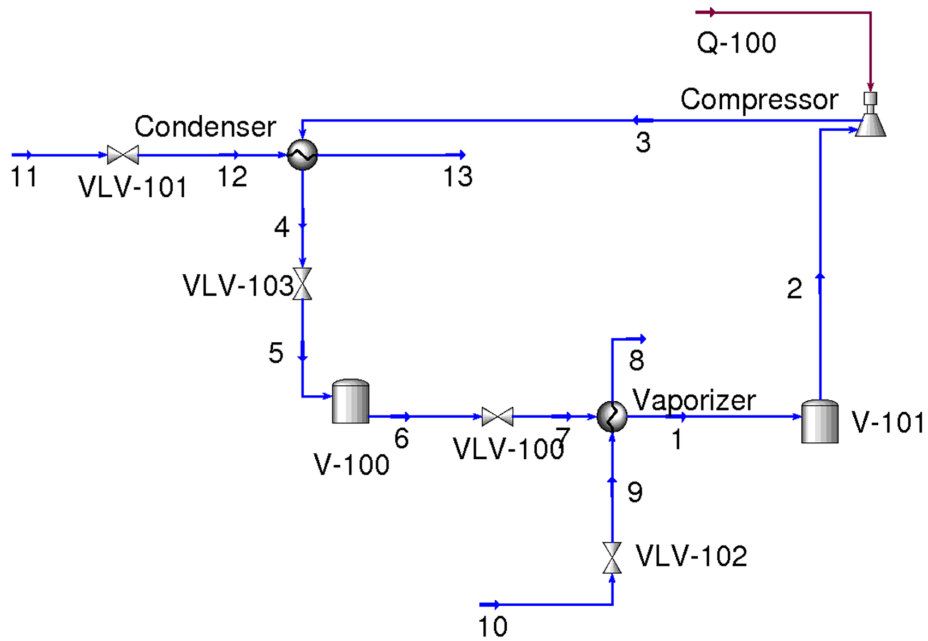 Q-100
Compressor
Condenser
3
11
VLV-101
12
13
4
VLV-103
2
5
8
Vaporizer
V-101
6
VLV-100
7
1
V-100
9
VLV-102
10